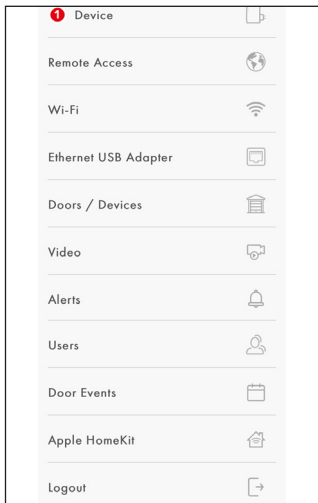 1 Device
Remote Access
Wi-Fi
Ethernet USB Adapter
Doors / Devices
Video
Alerts
Users
Door Events
Apple HomeKit
Logout